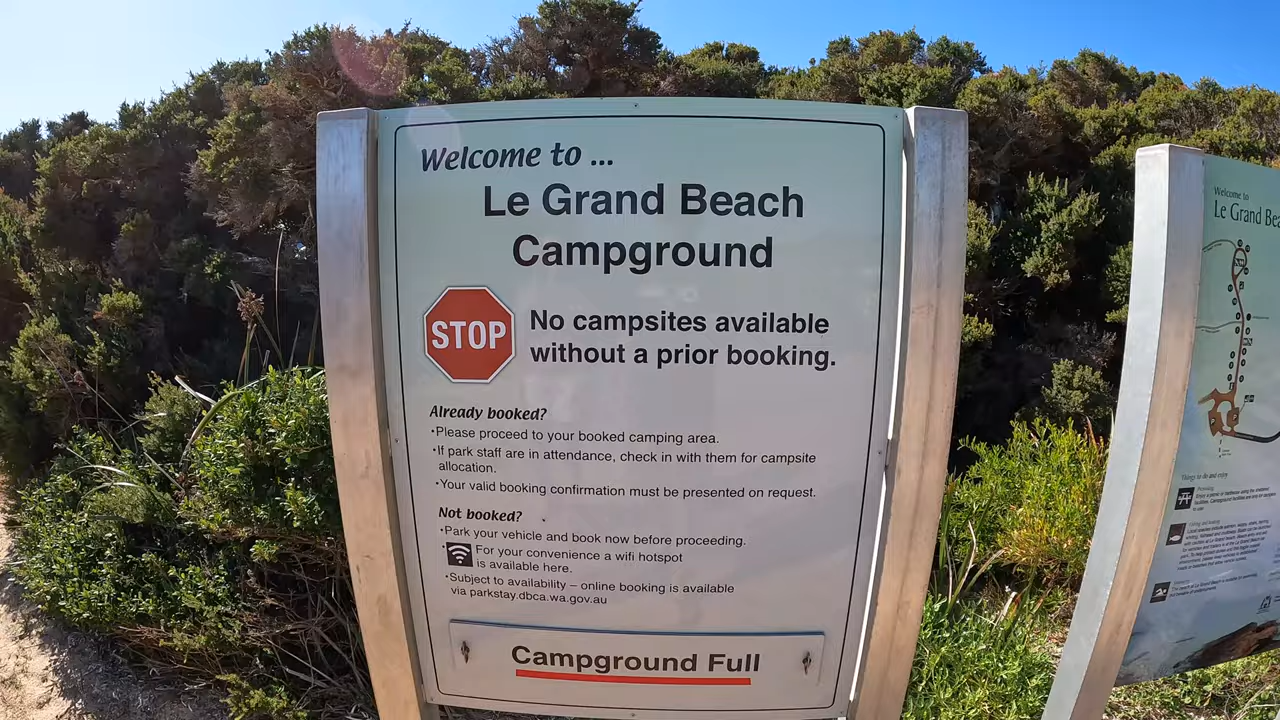 Welcome to ...
Le Grand Beach
Campground
STOP
No campsites available
without a prior booking.
Already booked?
•Please proceed to your booked camping area.
•If park staff are in attendance, check in with them for campsite
allocation.
•Your valid booking confirmation must be presented on request.
Not booked?
•Park your vehicle and book now before proceeding.
•For your convenience a wifi hotspot
is available here.
•Subject to availability – online booking is available
via parkstay.dbca.wa.gov.au
Campground Full
Welcome to
Le Grand Bea
Things to do and enjoy